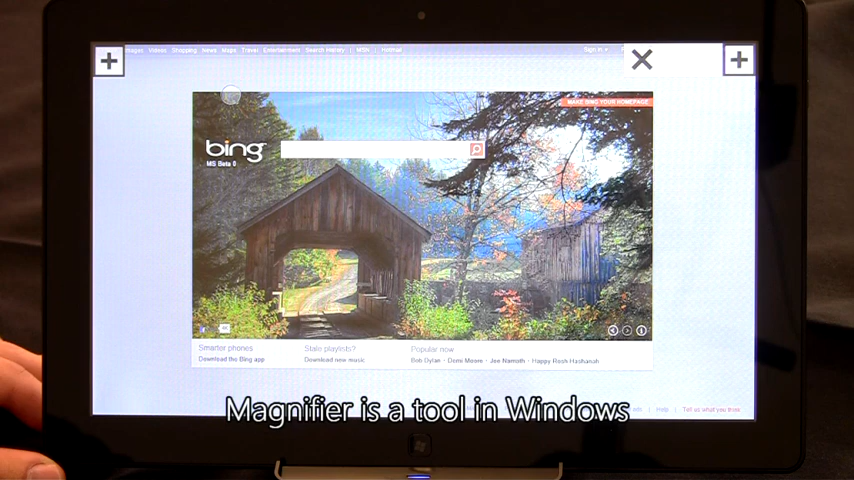 Images Videos Shopping News Maps Travel Entertainment Search History | MSN | Hotmail
Sign in
MAKE BING YOUR HOMEPAGE
bing
MS Beta 6
Smarter phones
Download the Bing app
Stale playlists?
Download new music
Popular now
Bob Dylan · Demi Moore · Joe Namath · Happy Rosh Hashanah
Help | Tell us what you think
Magnifier is a tool in Windows